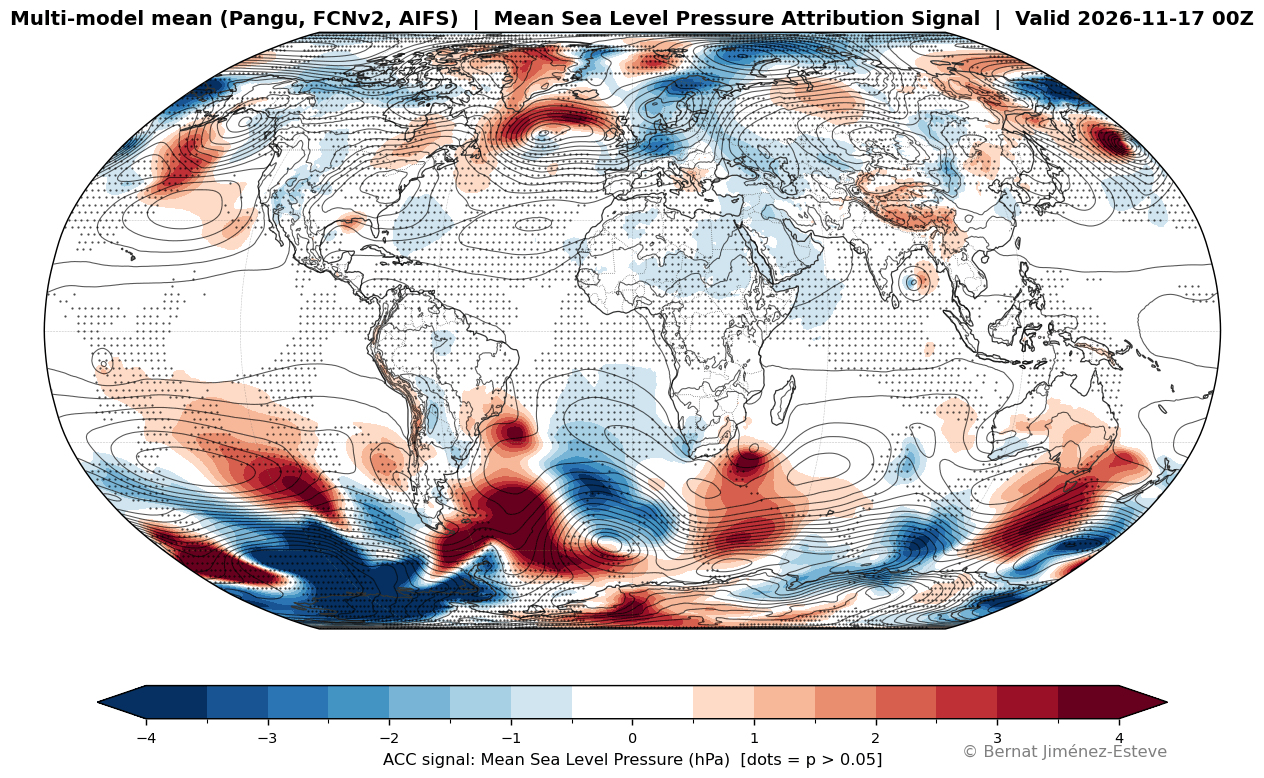 Multi-model mean (Pangu, FCNv2, AIFS)  |  Mean Sea Level Pressure Attribution Signal  |  Valid 2026-11-17 00Z
−4 −3 −2 −1 0 1 2 3 4
ACC signal: Mean Sea Level Pressure (hPa)  [dots = p > 0.05]
© Bernat Jiménez-Esteve